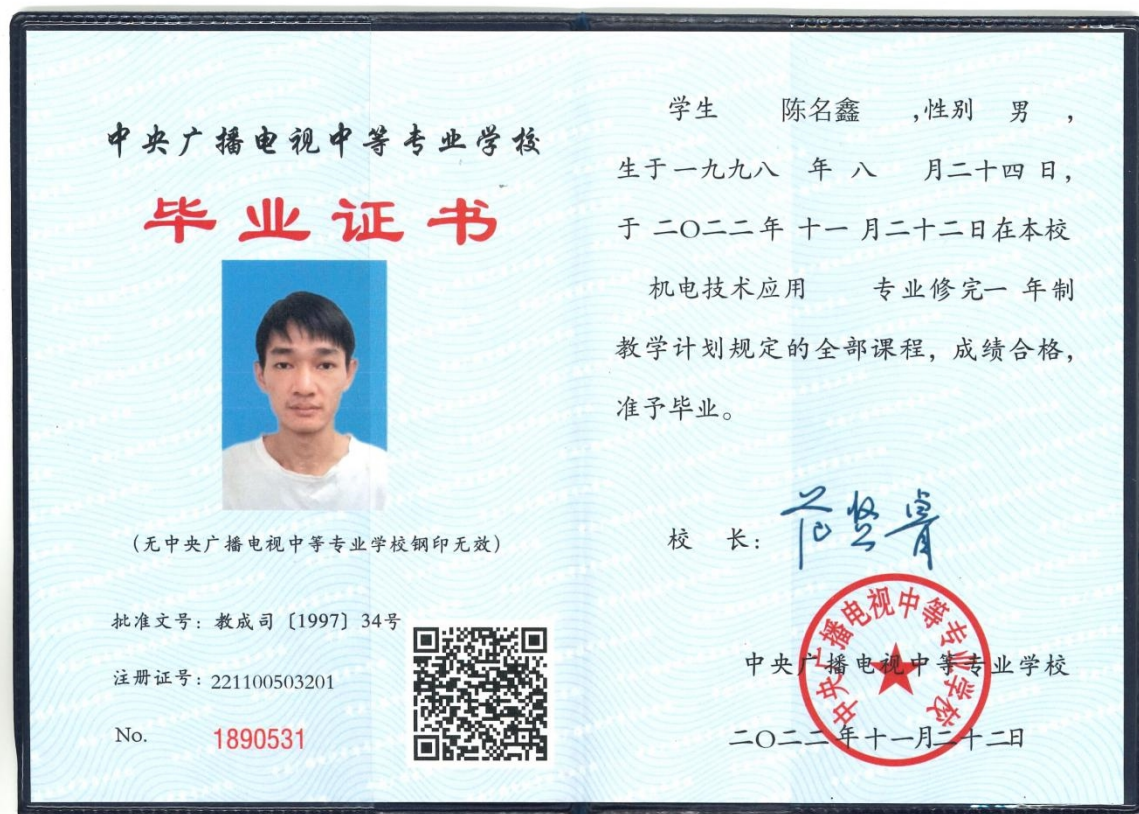 中央广播电视中等专业学校
毕业证书
(无中央广播电视中等专业学校钢印无效)
批准文号：教成司〔1997〕34号
注册证号：221100503201
No. 1890531
学生 陈名鑫 ,性别 男 ，
生于一九九八 年 八 月二十四 日，
于 二〇二二年 十一 月二十二日在本校
机电技术应用 专业修完一 年制
教学计划规定的全部课程，成绩合格，
准予毕业。
校 长：
中央广播电视中等专业学校
中央广播电视中等专业学校
二〇二二年十一月二十二日